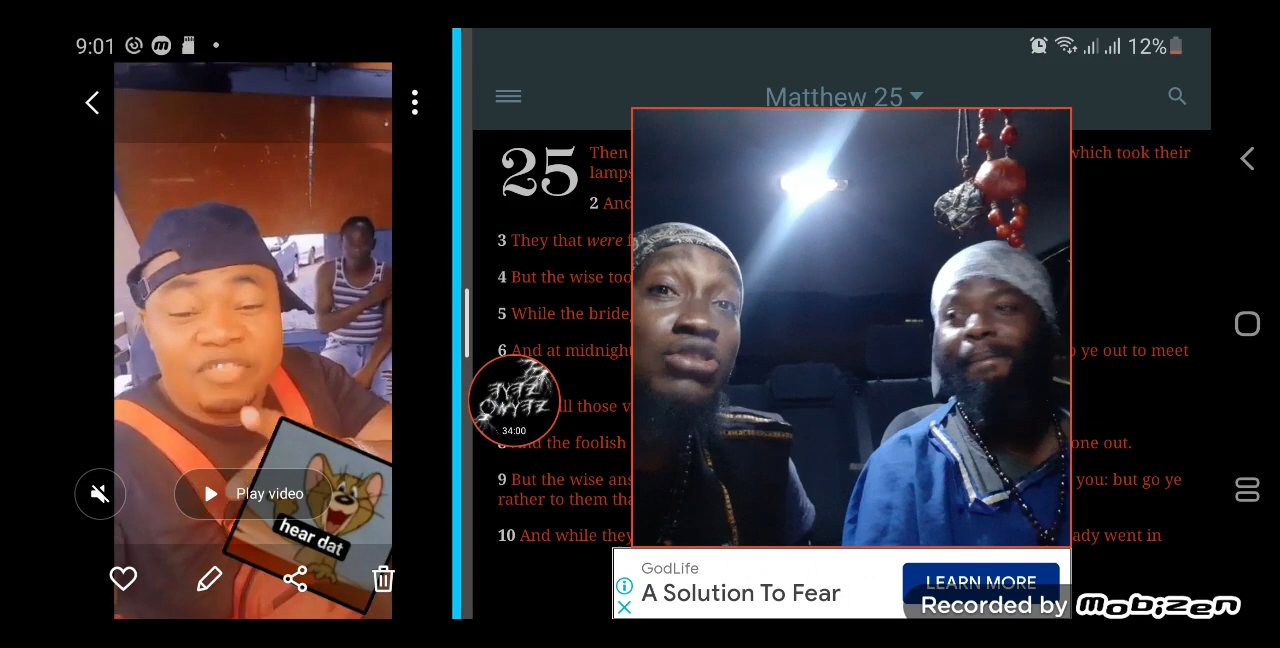 9:01
12%
Matthew 25
25 Then which took their
lamps
2 And
3 They that were
4 But the wise too
5 While the bride,
6 And at midnight ye out to meet
all those
34:00
And the foolish one out.
9 But the wise ans you: but go ye
rather to them tha
10 And while they ady went in
Play video
hear dat
GodLife
A Solution To Fear
LEARN MORE
Recorded by mobizen